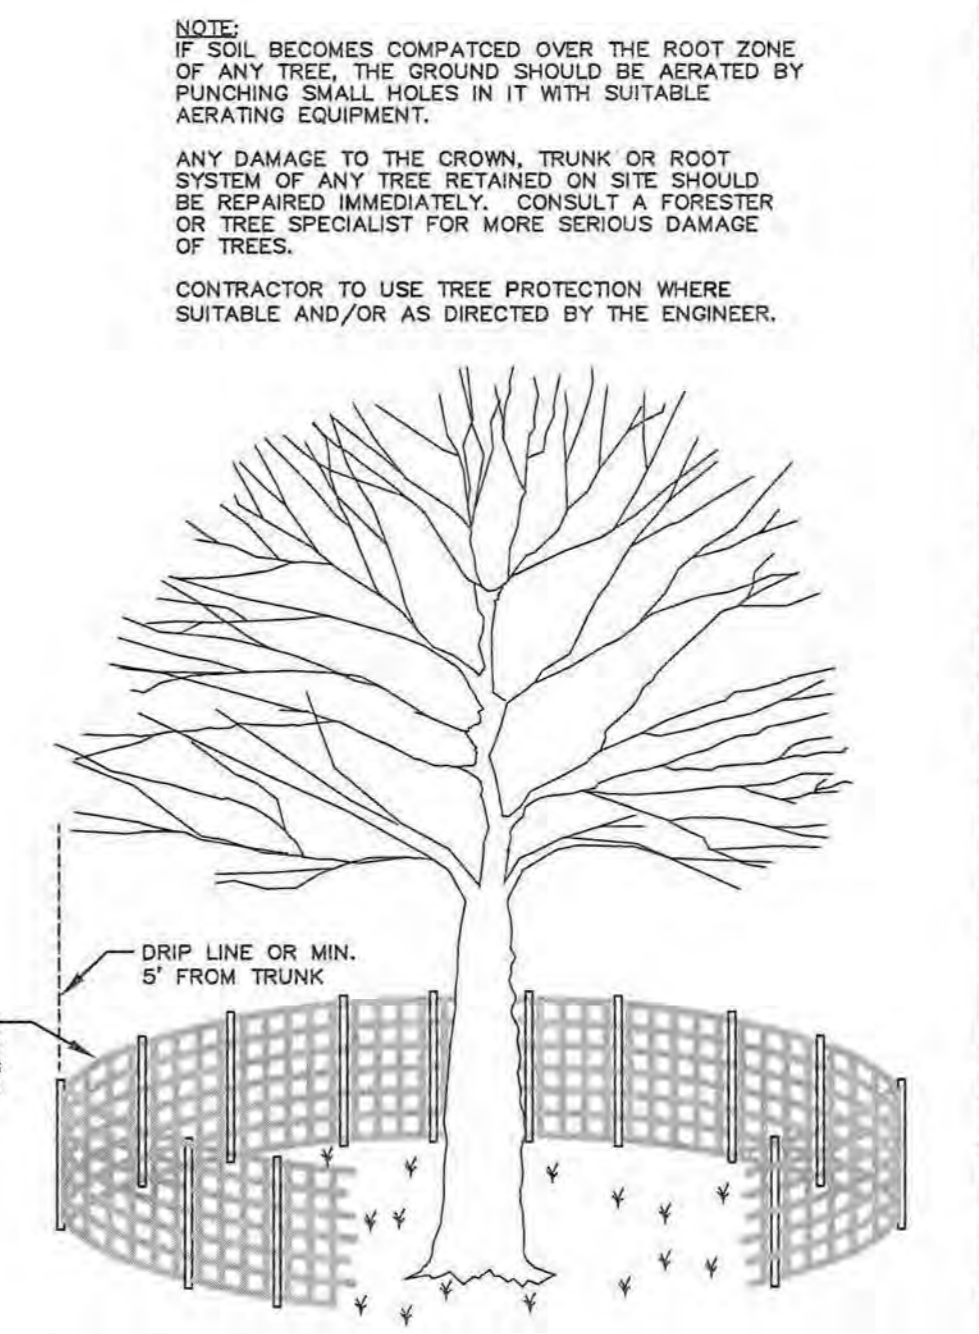 NOTE:
IF SOIL BECOMES COMPATCED OVER THE ROOT ZONE
OF ANY TREE, THE GROUND SHOULD BE AERATED BY
PUNCHING SMALL HOLES IN IT WITH SUITABLE
AERATING EQUIPMENT.
ANY DAMAGE TO THE CROWN, TRUNK OR ROOT
SYSTEM OF ANY TREE RETAINED ON SITE SHOULD
BE REPAIRED IMMEDIATELY. CONSULT A FORESTER
OR TREE SPECIALIST FOR MORE SERIOUS DAMAGE
OF TREES.
CONTRACTOR TO USE TREE PROTECTION WHERE
SUITABLE AND/OR AS DIRECTED BY THE ENGINEER.
DRIP LINE OR MIN.
5' FROM TRUNK